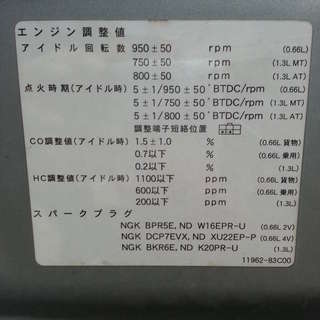 エンジン調整値
アイドル回転数 950±50 rpm (0.66L)
750±50 rpm (1.3L MT)
800±50 rpm (1.3L AT)
点火時期(アイドル時) 5±1/950±50 °BTDC/rpm (0.66L)
5±1/750±50 °BTDC/rpm (1.3L MT)
5±1/800±50 °BTDC/rpm (1.3L AT)
調整端子短絡位置
CO調整値(アイドル時) 1.5±1.0 % (0.66L 貨物)
0.7以下 % (0.66L 乗用)
0.2以下 % (1.3L)
HC調整値(アイドル時) 1100以下 ppm (0.66L 貨物)
600以下 ppm (0.66L 乗用)
200以下 ppm (1.3L)
スパークプラグ
NGK BPR5E, ND W16EPR-U (0.66L 2V)
NGK DCP7EVX, ND XU22EP-P (0.66L 4V)
NGK BKR6E, ND K20PR-U (1.3L)
11962-83C00